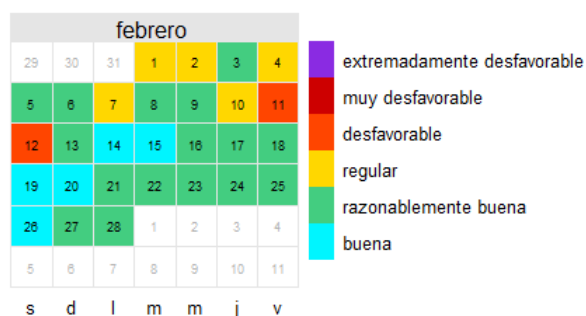 febrero
29 30 31 1 2 3 4
5 6 7 8 9 10 11
12 13 14 15 16 17 18
19 20 21 22 23 24 25
26 27 28 1 2 3 4
5 6 7 8 9 10 11
s d l m m j v
extremadamente desfavorable
muy desfavorable
desfavorable
regular
razonablemente buena
buena